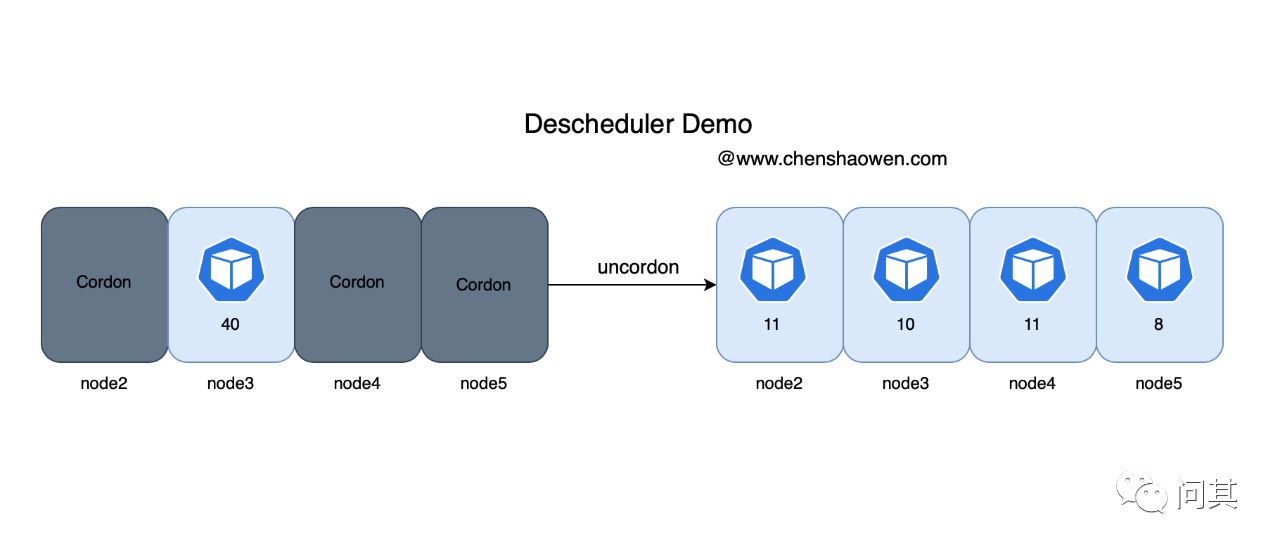 Descheduler Demo
@www.chenshaowen.com
Cordon
40
Cordon
Cordon
node2
node3
node4
node5
uncordon
11
10
11
8
node2
node3
node4
node5
问其